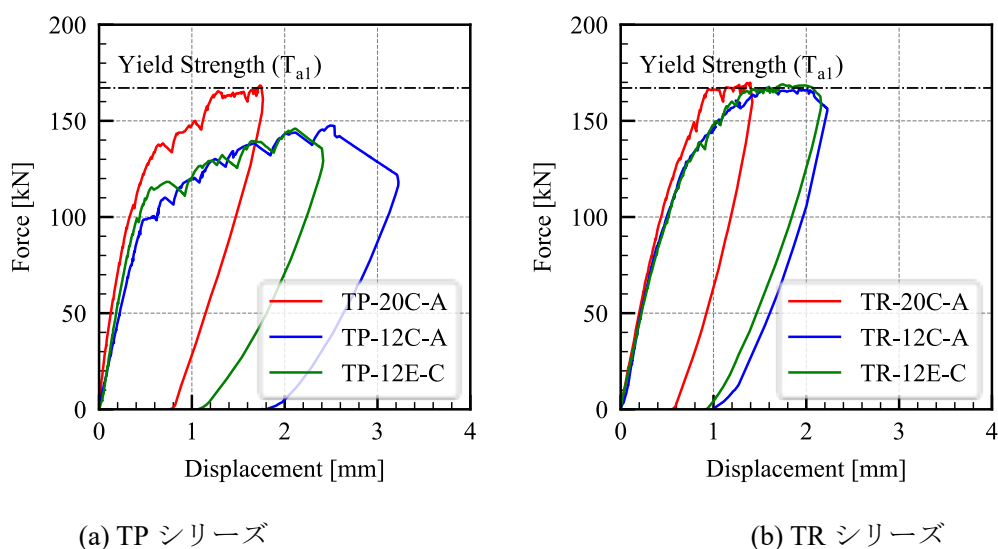 200
150
100
50
0
Force [kN]
Yield Strength (Ta1)
TP-20C-A
TP-12C-A
TP-12E-C
0 1 2 3 4
Displacement [mm]
(a) TP シリーズ
200
150
100
50
0
Force [kN]
Yield Strength (Ta1)
TR-20C-A
TR-12C-A
TR-12E-C
0 1 2 3 4
Displacement [mm]
(b) TR シリーズ